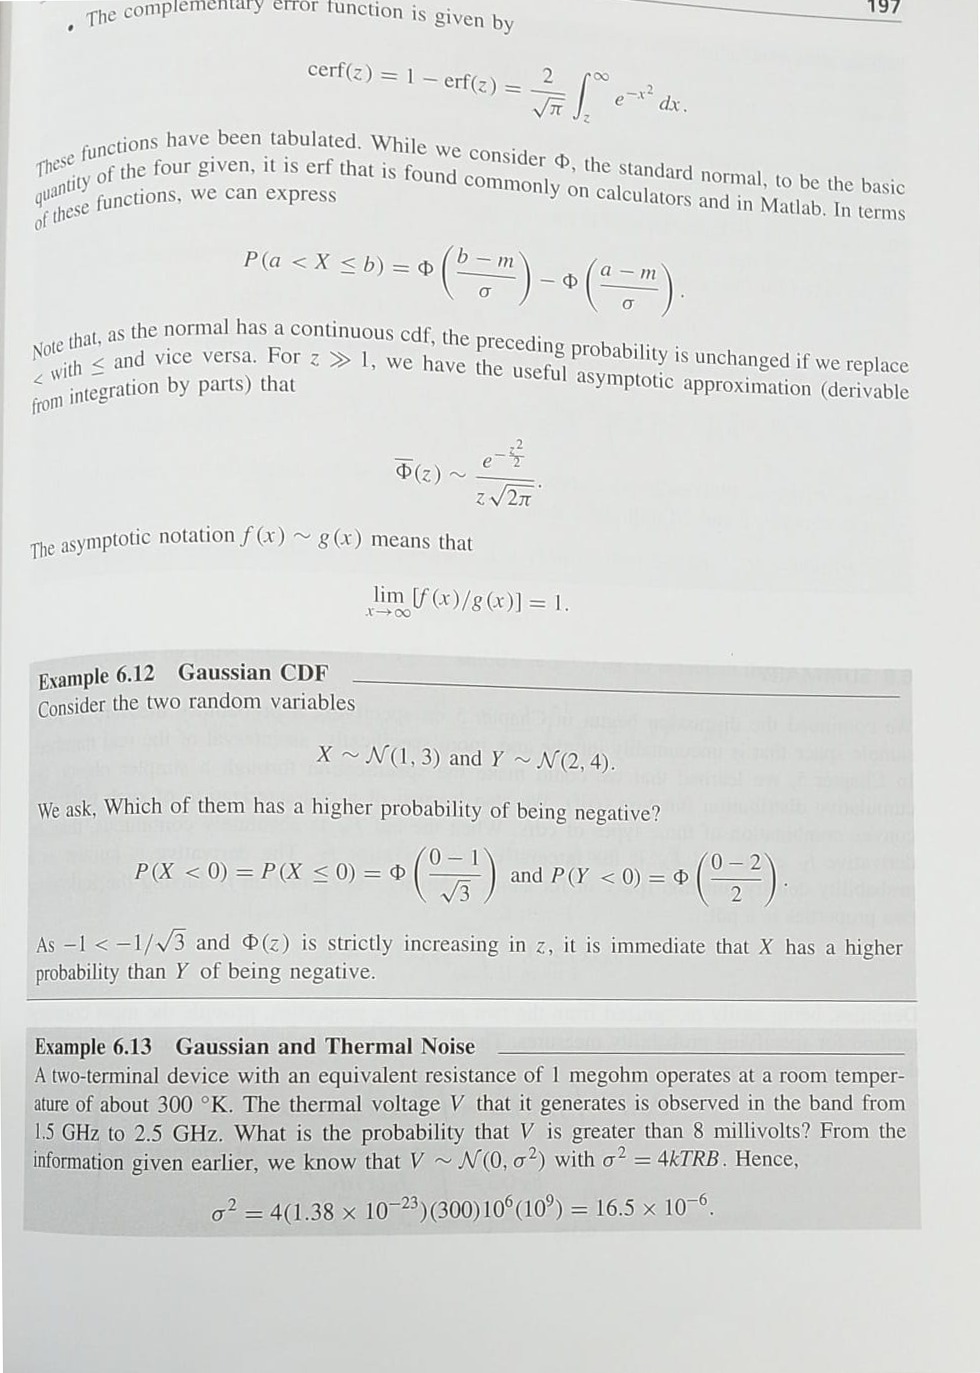 197
• The complementary error function is given by
cerf(z) = 1 − erf(z) = 2/√π ∫_z^∞ e^{−x²} dx.
These functions have been tabulated. While we consider Φ, the standard normal, to be the basic
quantity of the four given, it is erf that is found commonly on calculators and in Matlab. In terms
of these functions, we can express
P(a < X ≤ b) = Φ((b − m)/σ) − Φ((a − m)/σ).
Note that, as the normal has a continuous cdf, the preceding probability is unchanged if we replace
< with ≤ and vice versa. For z ≫ 1, we have the useful asymptotic approximation (derivable
from integration by parts) that
Φ̅(z) ∼ e^{−z²/2}/(z√2π).
The asymptotic notation f(x) ∼ g(x) means that
lim_{x→∞} [f(x)/g(x)] = 1.
Example 6.12 Gaussian CDF
Consider the two random variables
X ∼ N(1, 3) and Y ∼ N(2, 4).
We ask, Which of them has a higher probability of being negative?
P(X < 0) = P(X ≤ 0) = Φ((0 − 1)/√3) and P(Y < 0) = Φ((0 − 2)/2).
As −1 < −1/√3 and Φ(z) is strictly increasing in z, it is immediate that X has a higher
probability than Y of being negative.
Example 6.13 Gaussian and Thermal Noise
A two-terminal device with an equivalent resistance of 1 megohm operates at a room temper-
ature of about 300 °K. The thermal voltage V that it generates is observed in the band from
1.5 GHz to 2.5 GHz. What is the probability that V is greater than 8 millivolts? From the
information given earlier, we know that V ∼ N(0, σ²) with σ² = 4kTRB. Hence,
σ² = 4(1.38 × 10⁻²³)(300)10⁶(10⁹) = 16.5 × 10⁻⁶.